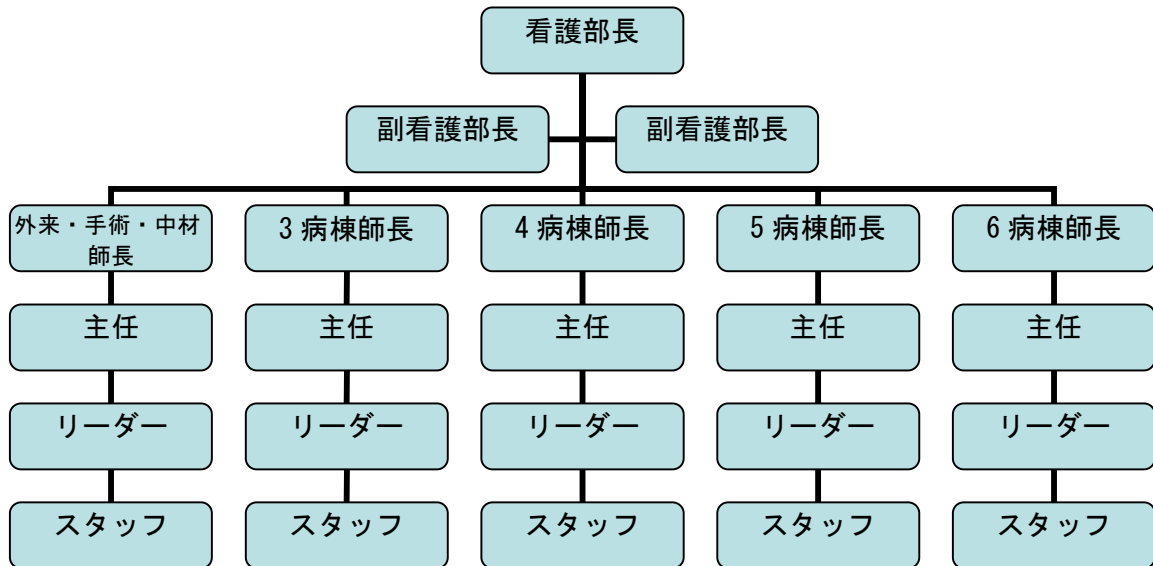 看護部長
副看護部長
副看護部長
外来・手術・中材
師長
3 病棟師長
4 病棟師長
5 病棟師長
6 病棟師長
主任
主任
主任
主任
主任
リーダー
リーダー
リーダー
リーダー
リーダー
スタッフ
スタッフ
スタッフ
スタッフ
スタッフ